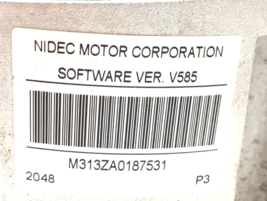 NIDEC MOTOR CORPORATION
SOFTWARE VER. V585
M313ZA0187531
2048 P3